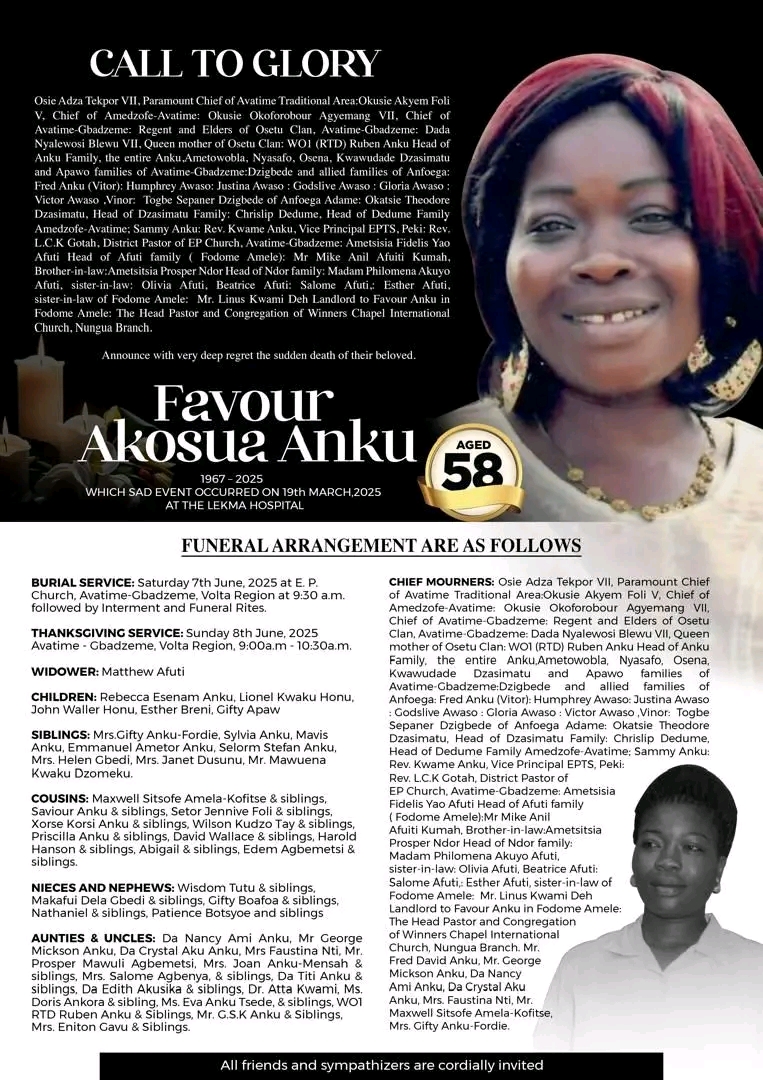 CALL TO GLORY
Osie Adza Tekpor VII, Paramount Chief of Avatime Traditional Area:Okusie Akyem Foli
V, Chief of Amedzofe-Avatime: Okusie Okoforobour Agyemang VII, Chief of
Avatime-Gbadzeme: Regent and Elders of Osetu Clan, Avatime-Gbadzeme: Dada
Nyalewosi Blewu VII, Queen mother of Osetu Clan: WO1 (RTD) Ruben Anku Head of
Anku Family, the entire Anku,Ametowobla, Nyasafo, Osena, Kwawudade Dzasimatu
and Apawo families of Avatime-Gbadzeme:Dzigbede and allied families of Anfoega:
Fred Anku (Vitor): Humphrey Awaso: Justina Awaso : Godslive Awaso : Gloria Awaso :
Victor Awaso ,Vinor: Togbe Sepaner Dzigbede of Anfoega Adame: Okatsie Theodore
Dzasimatu, Head of Dzasimatu Family: Chrislip Dedume, Head of Dedume Family
Amedzofe-Avatime; Sammy Anku: Rev. Kwame Anku, Vice Principal EPTS, Peki: Rev.
L.C.K Gotah, District Pastor of EP Church, Avatime-Gbadzeme: Ametsisia Fidelis Yao
Afuti Head of Afuti family ( Fodome Amele): Mr Mike Anil Afuiti Kumah,
Brother-in-law:Ametsitsia Prosper Ndor Head of Ndor family: Madam Philomena Akuyo
Afuti, sister-in-law: Olivia Afuti, Beatrice Afuti: Salome Afuti,: Esther Afuti,
sister-in-law of Fodome Amele: Mr. Linus Kwami Deh Landlord to Favour Anku in
Fodome Amele: The Head Pastor and Congregation of Winners Chapel International
Church, Nungua Branch.
Announce with very deep regret the sudden death of their beloved.
Favour
Akosua Anku
AGED
58
1967 – 2025
WHICH SAD EVENT OCCURRED ON 19th MARCH,2025
AT THE LEKMA HOSPITAL
FUNERAL ARRANGEMENT ARE AS FOLLOWS
BURIAL SERVICE: Saturday 7th June, 2025 at E. P.
Church, Avatime-Gbadzeme, Volta Region at 9:30 a.m.
followed by Interment and Funeral Rites.
THANKSGIVING SERVICE: Sunday 8th June, 2025
Avatime - Gbadzeme, Volta Region, 9:00a.m - 10:30a.m.
WIDOWER: Matthew Afuti
CHILDREN: Rebecca Esenam Anku, Lionel Kwaku Honu,
John Waller Honu, Esther Breni, Gifty Apaw
SIBLINGS: Mrs.Gifty Anku-Fordie, Sylvia Anku, Mavis
Anku, Emmanuel Ametor Anku, Selorm Stefan Anku,
Mrs. Helen Gbedi, Mrs. Janet Dusunu, Mr. Mawuena
Kwaku Dzomeku.
COUSINS: Maxwell Sitsofe Amela-Kofitse & siblings,
Saviour Anku & siblings, Setor Jennive Foli & siblings,
Xorse Korsi Anku & siblings, Wilson Kudzo Tay & siblings,
Priscilla Anku & siblings, David Wallace & siblings, Harold
Hanson & siblings, Abigail & siblings, Edem Agbemetsi &
siblings.
NIECES AND NEPHEWS: Wisdom Tutu & siblings,
Makafui Dela Gbedi & siblings, Gifty Boafoa & siblings,
Nathaniel & siblings, Patience Botsyoe and siblings
AUNTIES & UNCLES: Da Nancy Ami Anku, Mr George
Mickson Anku, Da Crystal Aku Anku, Mrs Faustina Nti, Mr.
Prosper Mawuli Agbemetsi, Mrs. Joan Anku-Mensah &
siblings, Mrs. Salome Agbenya, & siblings, Da Titi Anku &
siblings, Da Edith Akusika & siblings, Dr. Atta Kwami, Ms.
Doris Ankora & sibling, Ms. Eva Anku Tsede, & siblings, WO1
RTD Ruben Anku & Siblings, Mr. G.S.K Anku & Siblings,
Mrs. Eniton Gavu & Siblings.
CHIEF MOURNERS: Osie Adza Tekpor VII, Paramount Chief
of Avatime Traditional Area:Okusie Akyem Foli V, Chief of
Amedzofe-Avatime: Okusie Okoforobour Agyemang VII,
Chief of Avatime-Gbadzeme: Regent and Elders of Osetu
Clan, Avatime-Gbadzeme: Dada Nyalewosi Blewu VII, Queen
mother of Osetu Clan: WO1 (RTD) Ruben Anku Head of Anku
Family, the entire Anku,Ametowobla, Nyasafo, Osena,
Kwawudade Dzasimatu and Apawo families of
Avatime-Gbadzeme:Dzigbede and allied families of
Anfoega: Fred Anku (Vitor): Humphrey Awaso: Justina Awaso
: Godslive Awaso : Gloria Awaso : Victor Awaso ,Vinor: Togbe
Sepaner Dzigbede of Anfoega Adame: Okatsie Theodore
Dzasimatu, Head of Dzasimatu Family: Chrislip Dedume,
Head of Dedume Family Amedzofe-Avatime; Sammy Anku:
Rev. Kwame Anku, Vice Principal EPTS, Peki:
Rev. L.C.K Gotah, District Pastor of
EP Church, Avatime-Gbadzeme: Ametsisia
Fidelis Yao Afuti Head of Afuti family
( Fodome Amele):Mr Mike Anil
Afuiti Kumah, Brother-in-law:Ametsitsia
Prosper Ndor Head of Ndor family:
Madam Philomena Akuyo Afuti,
sister-in-law: Olivia Afuti, Beatrice Afuti:
Salome Afuti,: Esther Afuti, sister-in-law of
Fodome Amele: Mr. Linus Kwami Deh
Landlord to Favour Anku in Fodome Amele:
The Head Pastor and Congregation
of Winners Chapel International
Church, Nungua Branch. Mr.
Fred David Anku, Mr. George
Mickson Anku, Da Nancy
Ami Anku, Da Crystal Aku
Anku, Mrs. Faustina Nti, Mr.
Maxwell Sitsofe Amela-Kofitse,
Mrs. Gifty Anku-Fordie.
All friends and sympathizers are cordially invited